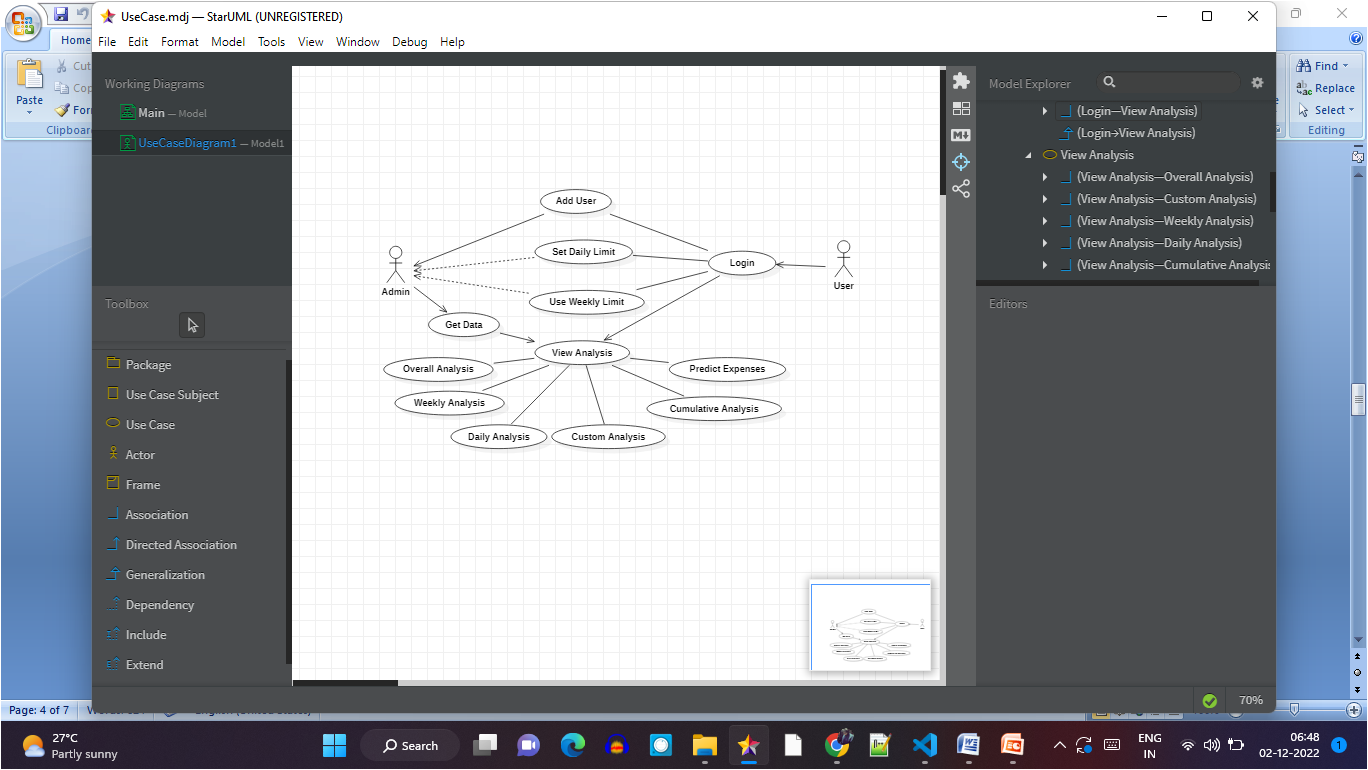 UseCase.mdj — StarUML (UNREGISTERED)
File Edit Format Model Tools View Window Debug Help
Home
Paste
Cut
Clipboard
Find
Replace
Select
Editing
Working Diagrams
Main — Model
UseCaseDiagram1 — Model1
Toolbox
Package
Use Case Subject
Use Case
Actor
Frame
Association
Directed Association
Generalization
Dependency
Include
Extend
Add User
Set Daily Limit
Login
Admin
User
Use Weekly Limit
Get Data
View Analysis
Overall Analysis
Predict Expenses
Weekly Analysis
Cumulative Analysis
Daily Analysis
Custom Analysis
Model Explorer
(Login—View Analysis)
(Login→View Analysis)
View Analysis
(View Analysis—Overall Analysis)
(View Analysis—Custom Analysis)
(View Analysis—Weekly Analysis)
(View Analysis—Daily Analysis)
(View Analysis—Cumulative Analysis
Editors
70%
Page: 4 of 7
27°C
Partly sunny
Search
ENG
IN
06:48
02-12-2022
1